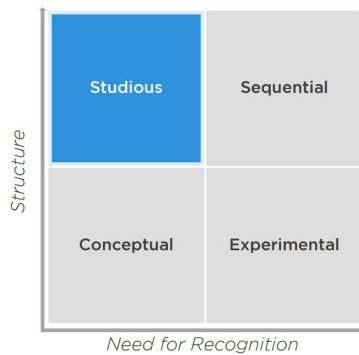 Structure
Studious
Sequential
Conceptual
Experimental
Need for Recognition